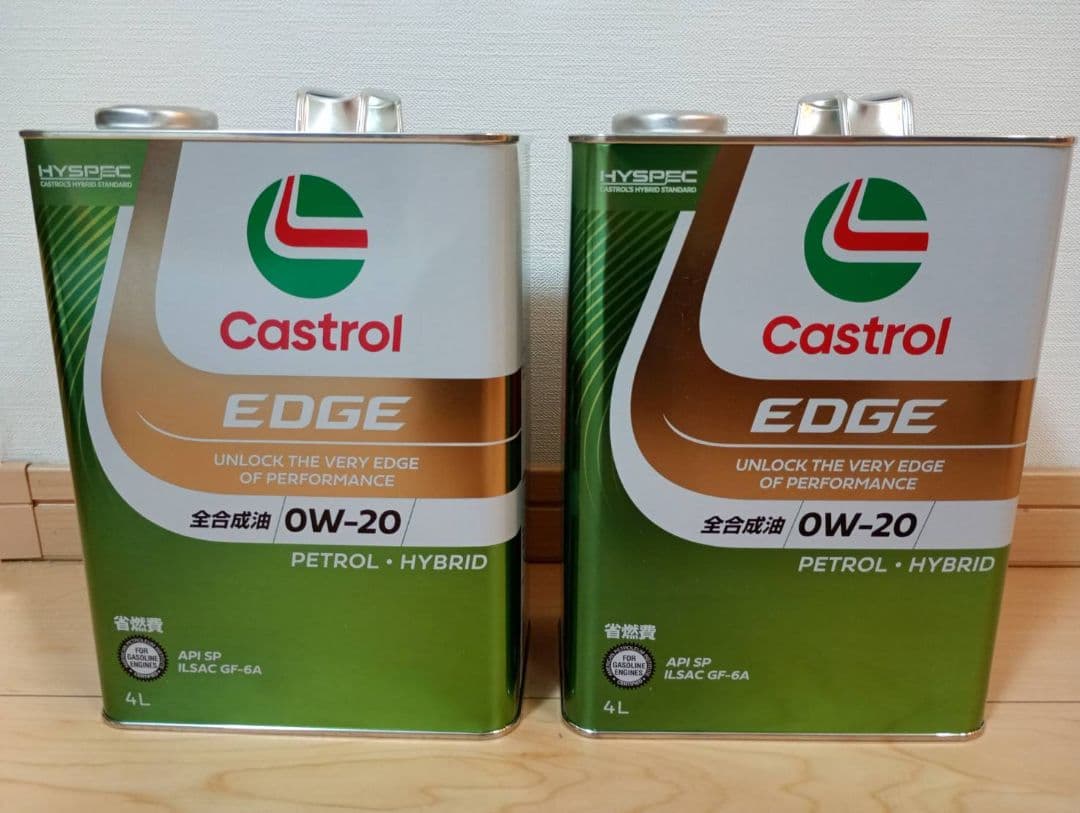 HYSPEC
CASTROL'S HYBRID STANDARD
Castrol
EDGE
UNLOCK THE VERY EDGE
OF PERFORMANCE
全合成油 0W-20
PETROL • HYBRID
省燃費
FOR
GASOLINE
ENGINES
API SP
ILSAC GF-6A
4L
HYSPEC
CASTROL'S HYBRID STANDARD
Castrol
EDGE
UNLOCK THE VERY EDGE
OF PERFORMANCE
全合成油 0W-20
PETROL • HYBRID
省燃費
FOR
GASOLINE
ENGINES
API SP
ILSAC GF-6A
4L